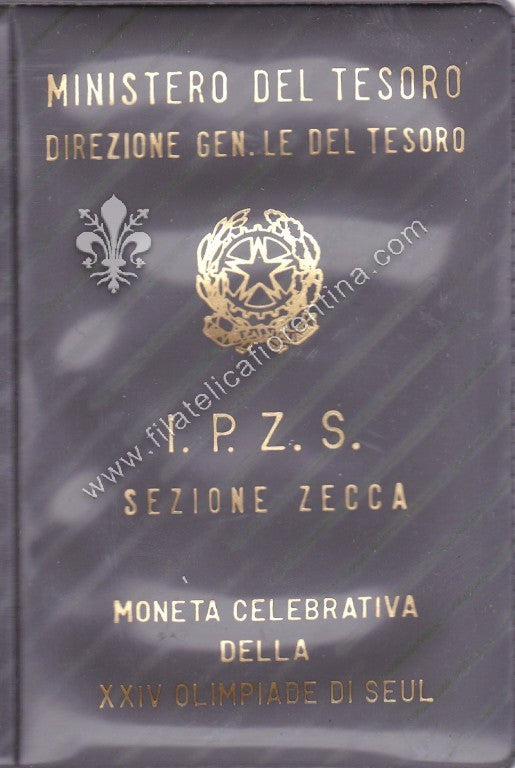 MINISTERO DEL TESORO
DIREZIONE GEN.LE DEL TESORO
www.filatelicafiorentina.com
I. P. Z. S.
SEZIONE ZECCA
MONETA CELEBRATIVA
DELLA
XXIV OLIMPIADE DI SEUL